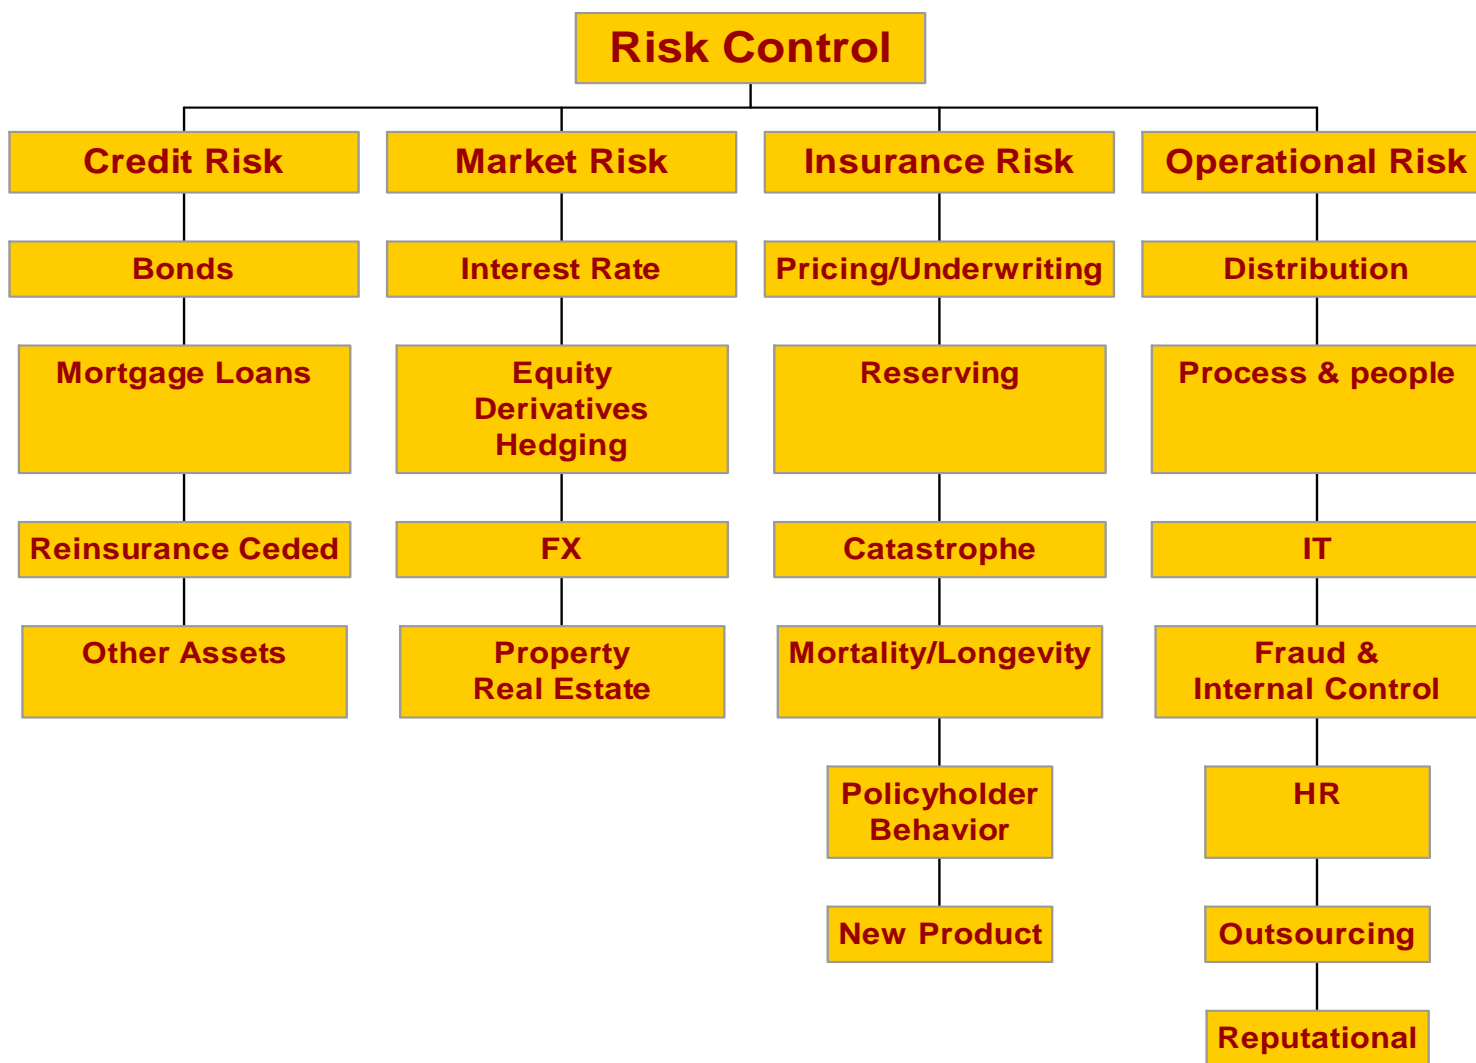 Risk Control
Credit Risk
Market Risk
Insurance Risk
Operational Risk
Bonds
Interest Rate
Pricing/Underwriting
Distribution
Mortgage Loans
Equity
Derivatives
Hedging
Reserving
Process & people
Reinsurance Ceded
FX
Catastrophe
IT
Other Assets
Property
Real Estate
Mortality/Longevity
Fraud &
Internal Control
Policyholder
Behavior
HR
New Product
Outsourcing
Reputational